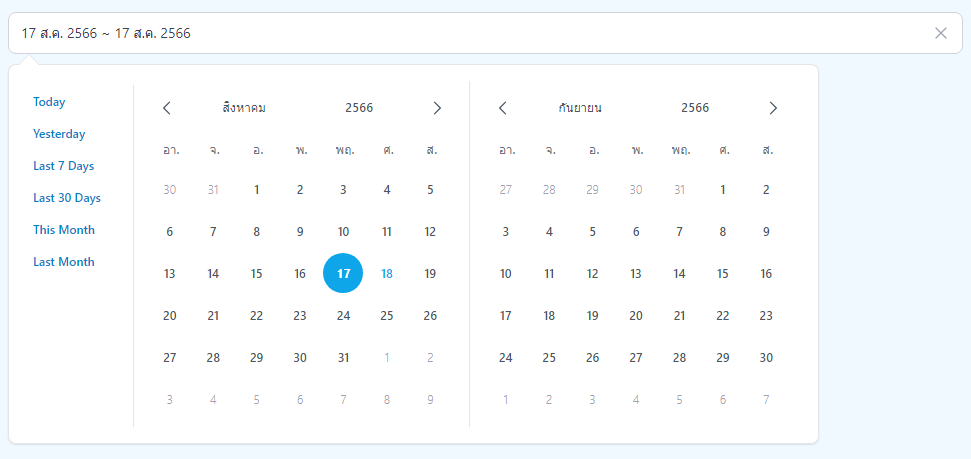 17 ส.ค. 2566 ~ 17 ส.ค. 2566
Today
Yesterday
Last 7 Days
Last 30 Days
This Month
Last Month
สิงหาคม 2566
อา. จ. อ. พ. พฤ. ศ. ส.
30 31 1 2 3 4 5
6 7 8 9 10 11 12
13 14 15 16 17 18 19
20 21 22 23 24 25 26
27 28 29 30 31 1 2
3 4 5 6 7 8 9
กันยายน 2566
อา. จ. อ. พ. พฤ. ศ. ส.
27 28 29 30 31 1 2
3 4 5 6 7 8 9
10 11 12 13 14 15 16
17 18 19 20 21 22 23
24 25 26 27 28 29 30
1 2 3 4 5 6 7